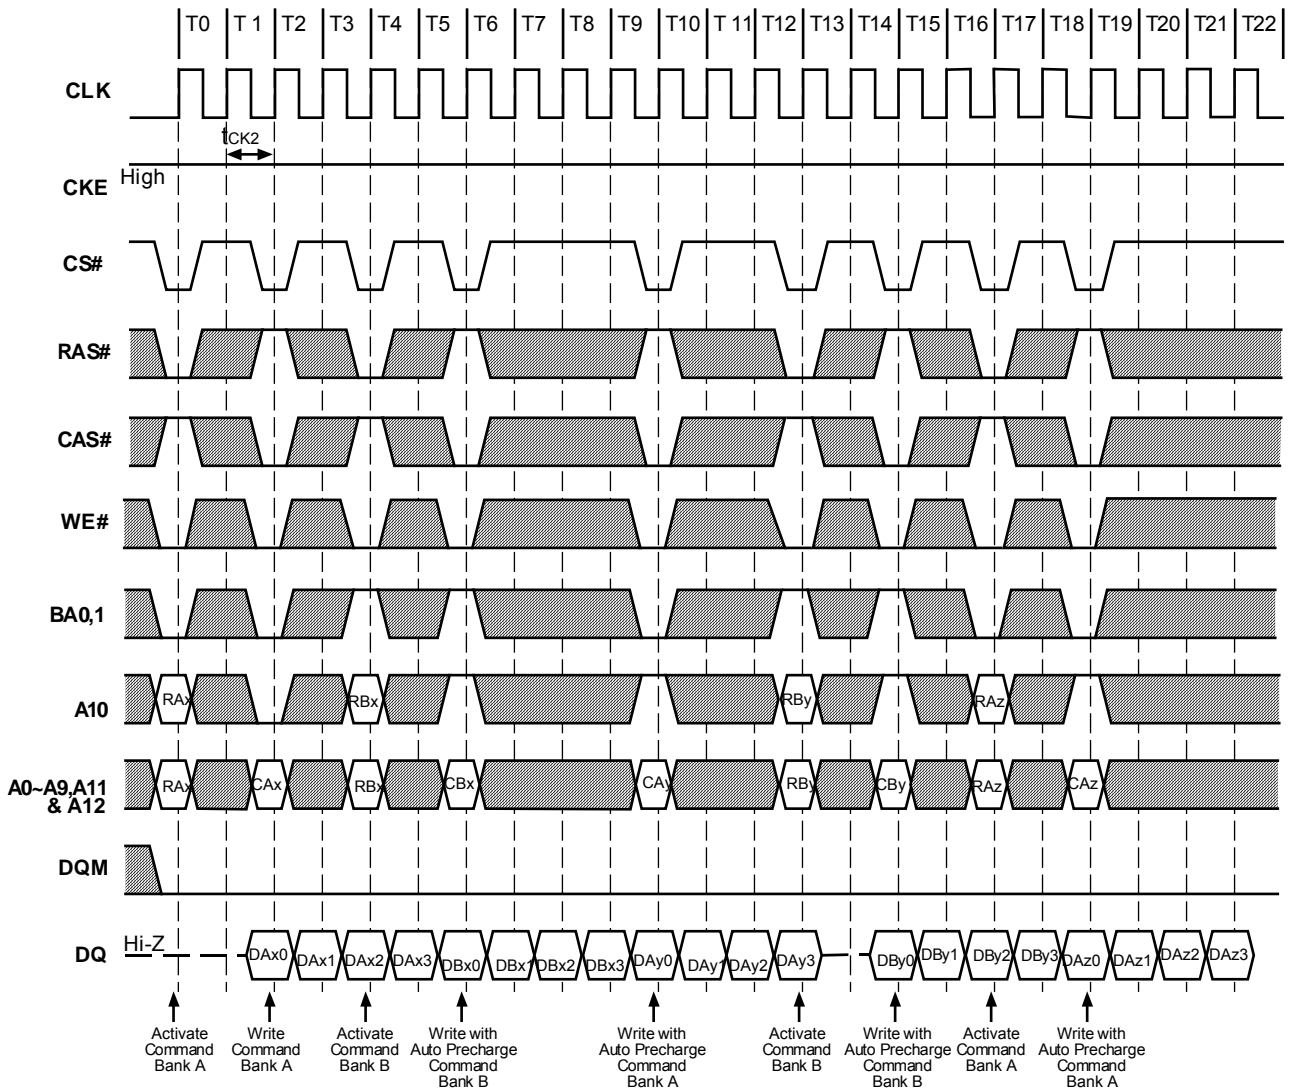 T0 T 1 T2 T3 T4 T5 T6 T7 T8 T9 T10 T 11 T12 T13 T14 T15 T16 T17 T18 T19 T20 T21 T22
CLK
tCK2
High
CKE
CS#
RAS#
CAS#
WE#
BA0,1
A10
RAx RBx RBy RAz
A0~A9,A11
& A12
RAx CAx RBx CBx CAy RBy CBy RAz CAz
DQM
Hi-Z
DQ
DAx0 DAx1 DAx2 DAx3 DBx0 DBx1 DBx2 DBx3 DAy0 DAy1 DAy2 DAy3 DBy0 DBy1 DBy2 DBy3 DAz0 DAz1 DAz2 DAz3
Activate
Command
Bank A
Write
Command
Bank A
Activate
Command
Bank B
Write with
Auto Precharge
Command
Bank B
Write with
Auto Precharge
Command
Bank A
Activate
Command
Bank B
Write with
Auto Precharge
Command
Bank B
Activate
Command
Bank A
Write with
Auto Precharge
Command
Bank A